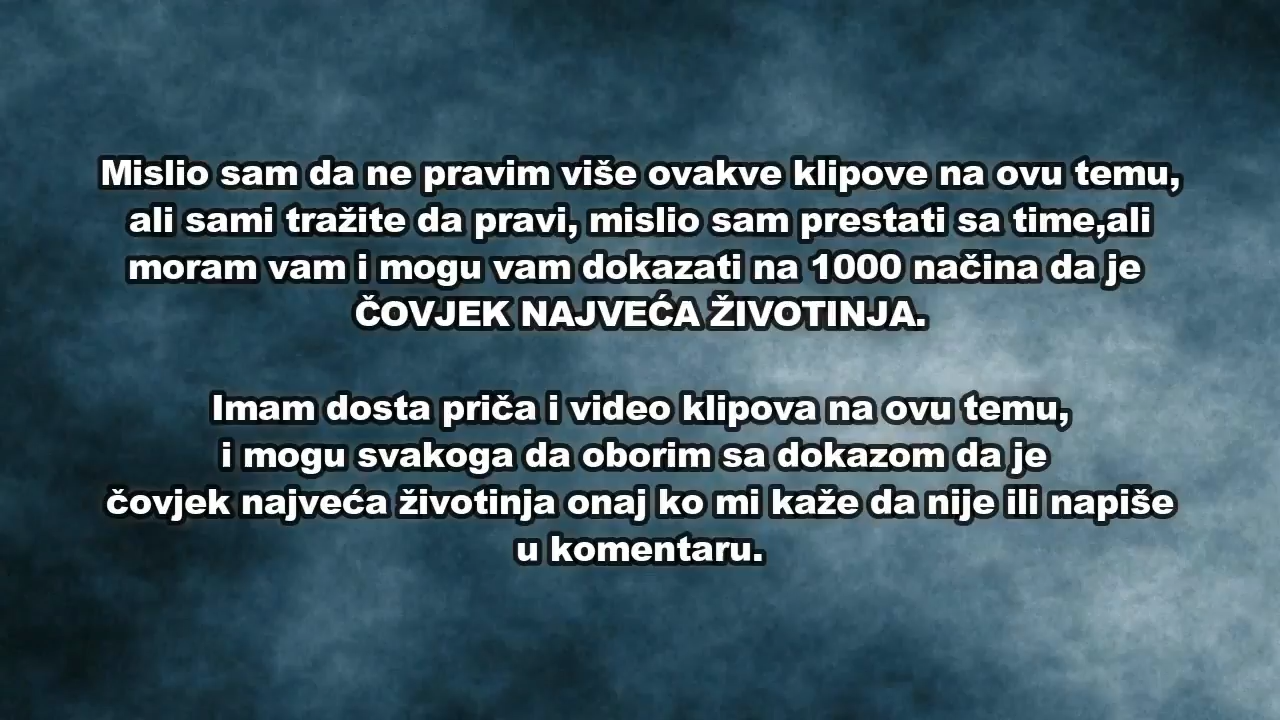 Mislio sam da ne pravim više ovakve klipove na ovu temu,
ali sami tražite da pravi, mislio sam prestati sa time,ali
moram vam i mogu vam dokazati na 1000 načina da je
ČOVJEK NAJVEĆA ŽIVOTINJA.
Imam dosta priča i video klipova na ovu temu,
i mogu svakoga da oborim sa dokazom da je
čovjek najveća životinja onaj ko mi kaže da nije ili napiše
u komentaru.